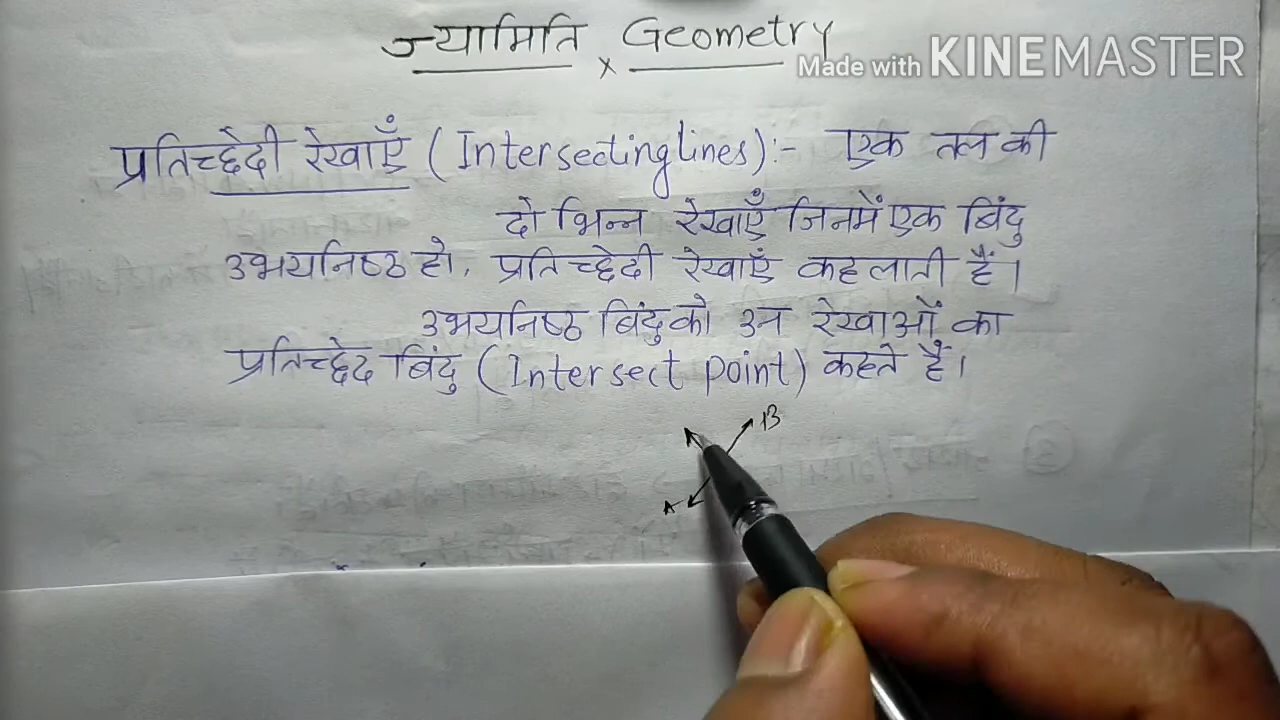 ज्यामिति Geometry
Made with KINEMASTER
प्रतिच्छेदी रेखाएँ (Intersecting lines):- एक तल की
दो भिन्न रेखाएँ जिनमें एक बिंदु
उभयनिष्ठ हो, प्रतिच्छेदी रेखाएँ कहलाती हैं।
उभयनिष्ठ बिंदु को उन रेखाओं का
प्रतिच्छेद बिंदु (Intersect point) कहते हैं।
B
A